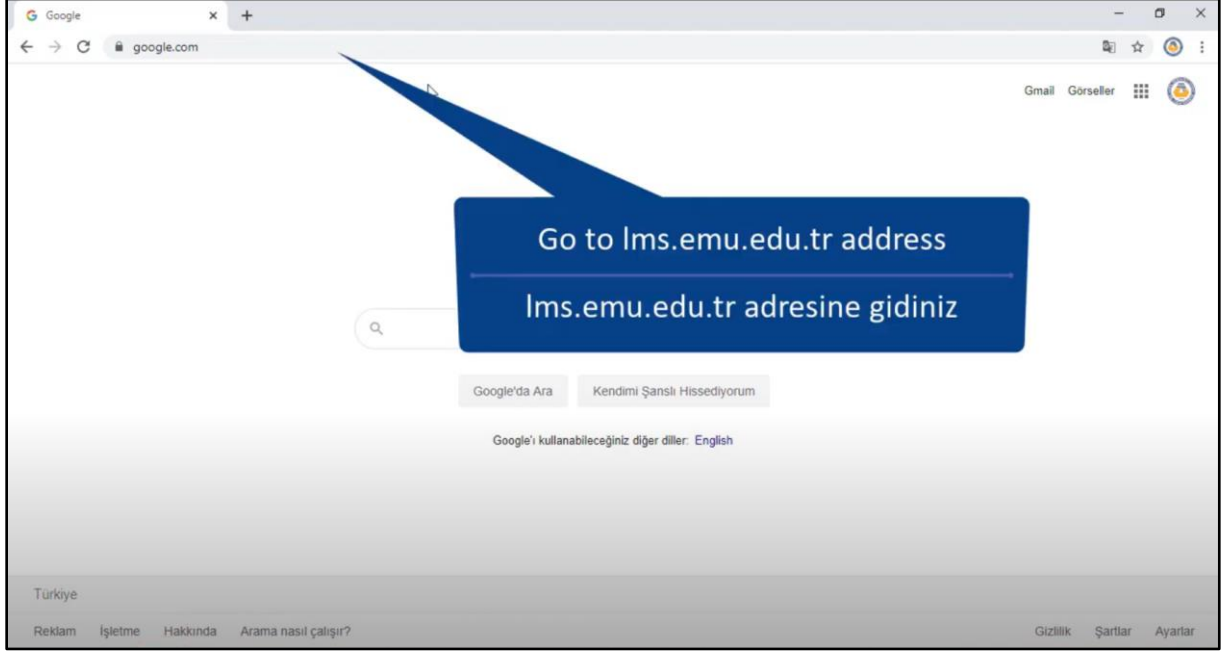 Google
google.com
Gmail Görseller
Go to lms.emu.edu.tr address
lms.emu.edu.tr adresine gidiniz
Google'da Ara Kendimi Şanslı Hissediyorum
Google'ı kullanabileceğiniz diğer diller: English
Türkiye
Reklam İşletme Hakkında Arama nasıl çalışır? Gizlilik Şartlar Ayarlar